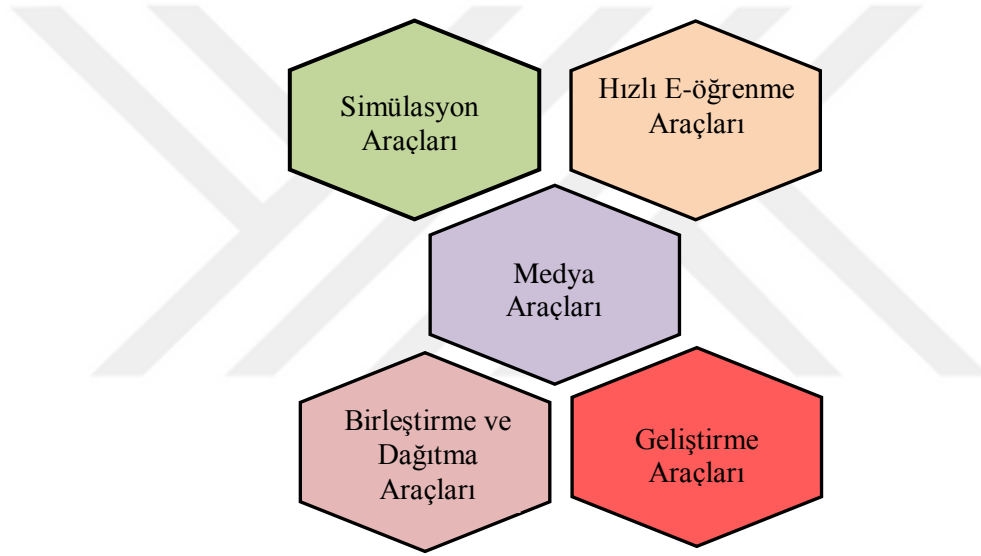 Simülasyon
Araçları
Hızlı E-öğrenme
Araçları
Medya
Araçları
Birleştirme ve
Dağıtma
Araçları
Geliştirme
Araçları